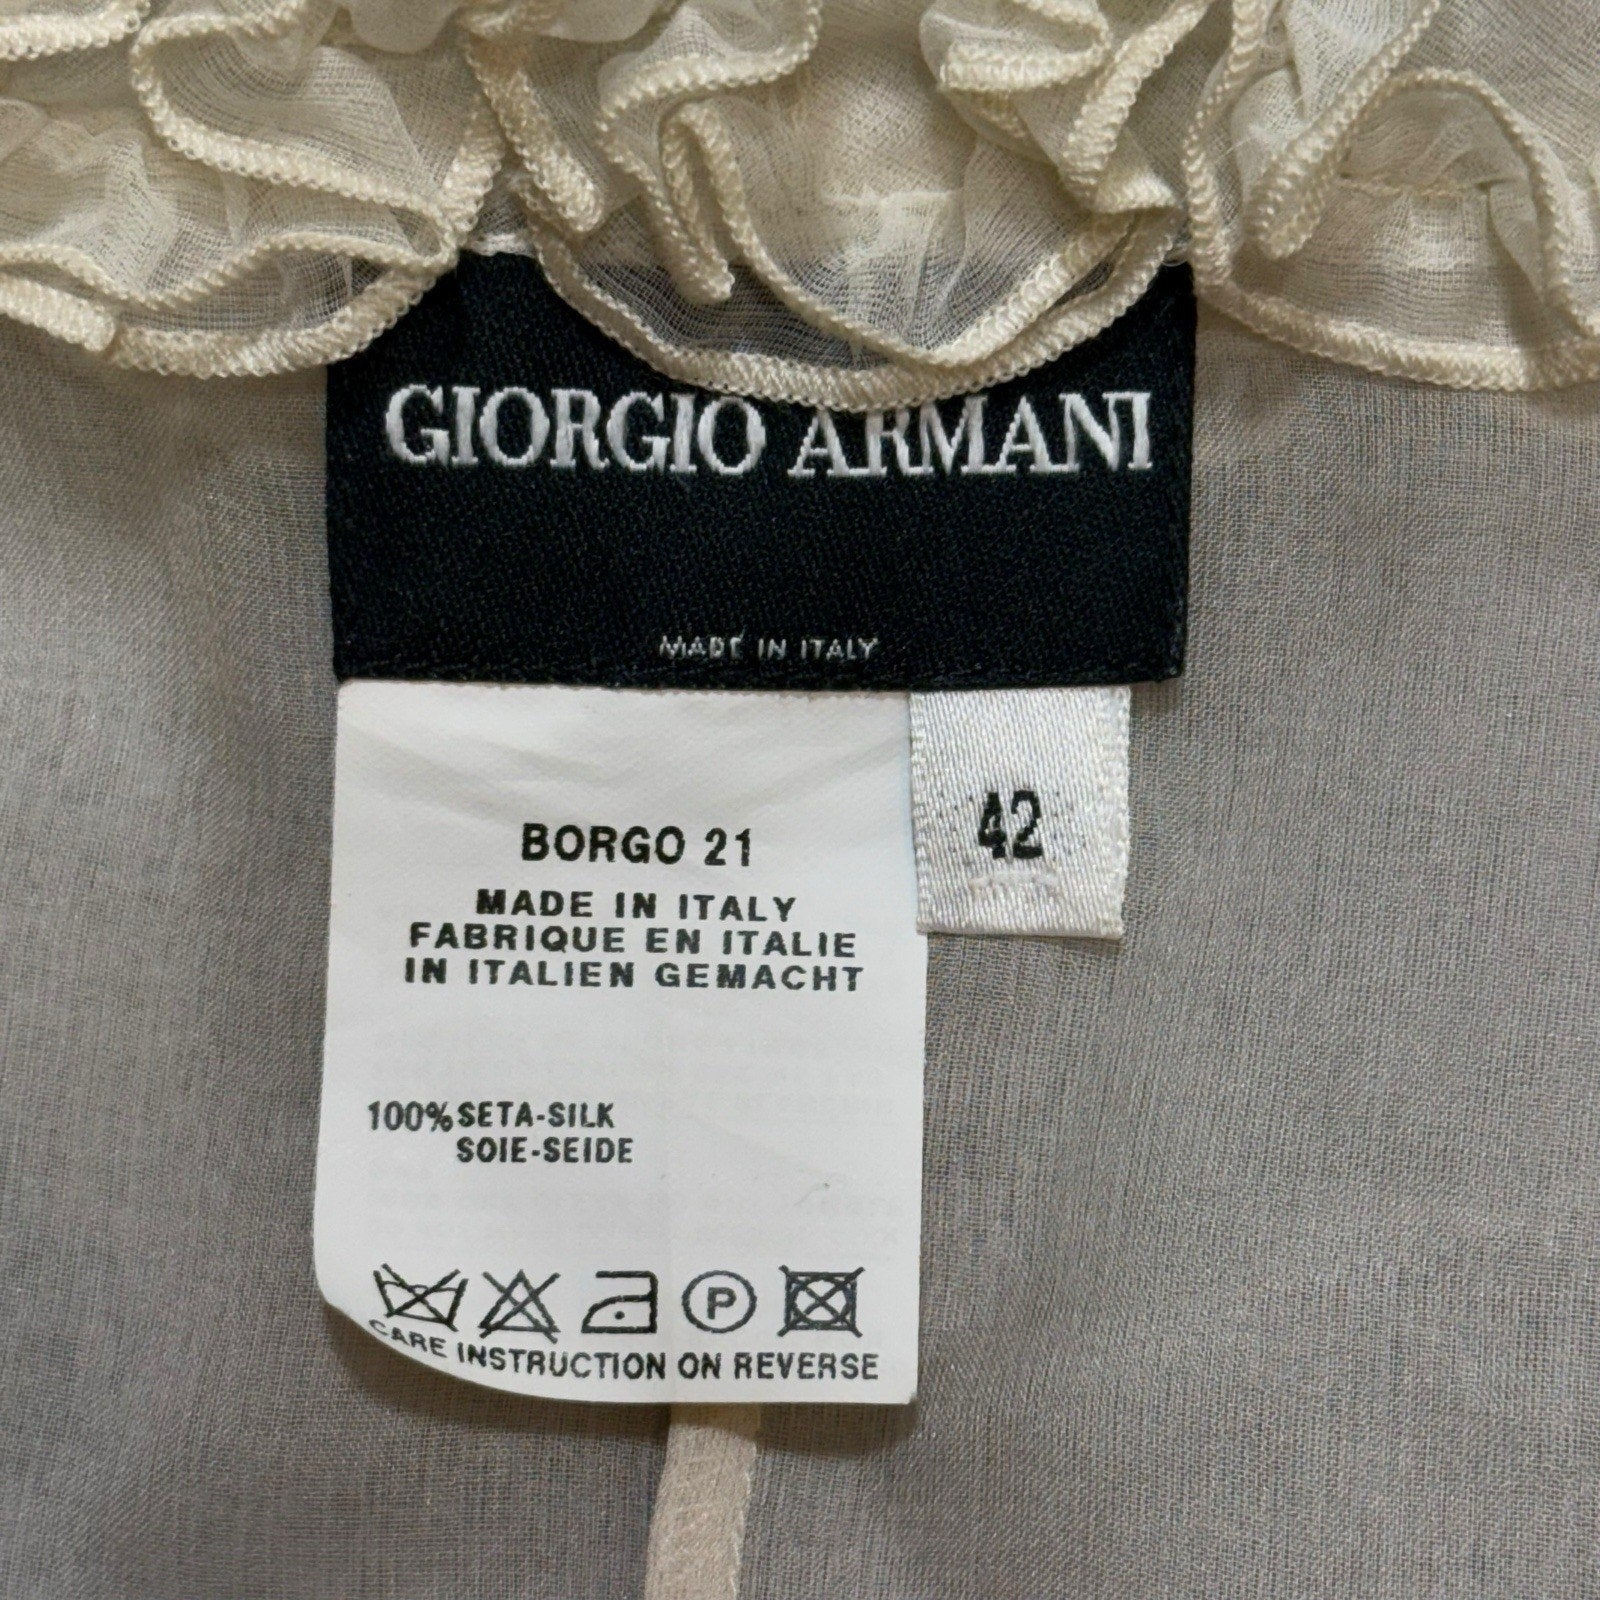 GIORGIO ARMANI
MADE IN ITALY
42
BORGO 21
MADE IN ITALY
FABRIQUE EN ITALIE
IN ITALIEN GEMACHT
100% SETA-SILK
SOIE-SEIDE
P
CARE INSTRUCTION ON REVERSE